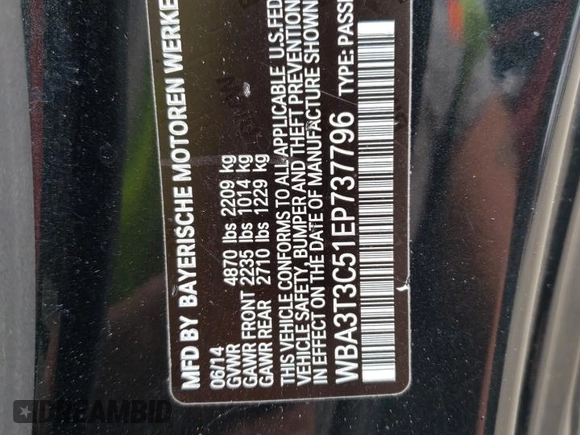 MFD BY BAYERISCHE MOTOREN WERKE
06/14
GVWR 4870 lbs 2209 kg
GAWR FRONT 2235 lbs 1014 kg
GAWR REAR 2710 lbs 1229 kg
THIS VEHICLE CONFORMS TO ALL APPLICABLE U.S. FED
VEHICLE SAFETY, BUMPER AND THEFT PREVENTION
IN EFFECT ON THE DATE OF MANUFACTURE SHOWN
WBA3T3C51EP737796 TYPE: PASSE
DREAMBID